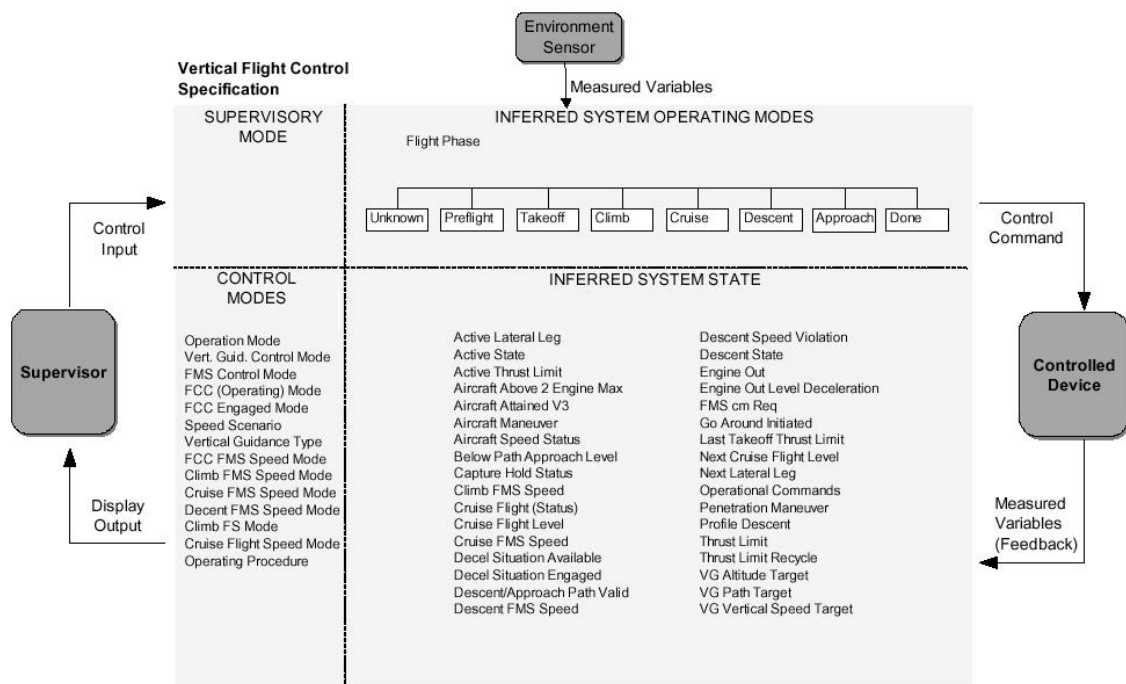 Environment
Sensor
Vertical Flight Control
Specification
Measured Variables
SUPERVISORY
MODE
INFERRED SYSTEM OPERATING MODES
Flight Phase
Unknown
Preflight
Takeoff
Climb
Cruise
Descent
Approach
Done
Control
Input
Control
Command
CONTROL
MODES
INFERRED SYSTEM STATE
Supervisor
Controlled
Device
Operation Mode
Vert. Guid. Control Mode
FMS Control Mode
FCC (Operating) Mode
FCC Engaged Mode
Speed Scenario
Vertical Guidance Type
FCC FMS Speed Mode
Climb FMS Speed Mode
Cruise FMS Speed Mode
Decent FMS Speed Mode
Climb FS Mode
Cruise Flight Speed Mode
Operating Procedure
Active Lateral Leg
Active State
Active Thrust Limit
Aircraft Above 2 Engine Max
Aircraft Attained V3
Aircraft Maneuver
Aircraft Speed Status
Below Path Approach Level
Capture Hold Status
Climb FMS Speed
Cruise Flight (Status)
Cruise Flight Level
Cruise FMS Speed
Decel Situation Available
Decel Situation Engaged
Descent/Approach Path Valid
Descent FMS Speed
Descent Speed Violation
Descent State
Engine Out
Engine Out Level Deceleration
FMS cm Req
Go Around Initiated
Last Takeoff Thrust Limit
Next Cruise Flight Level
Next Lateral Leg
Operational Commands
Penetration Maneuver
Profile Descent
Thrust Limit
Thrust Limit Recycle
VG Altitude Target
VG Path Target
VG Vertical Speed Target
Display
Output
Measured
Variables
(Feedback)